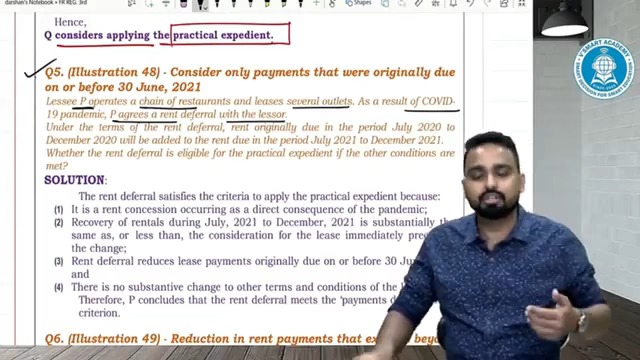 darshan's Notebook » FR REG.
Hence,
Q considers applying the practical expedient.
Q5. (Illustration 48) - Consider only payments that were originally due
on or before 30 June, 2021
Lessee P operates a chain of restaurants and leases several outlets. As a result of COVID-
19 pandemic, P agrees a rent deferral with the lessor.
Under the terms of the rent deferral, rent originally due in the period July 2020 to
December 2020 will be added to the rent due in the period July 2021 to December 2021.
Whether the rent deferral is eligible for the practical expedient if the other conditions are
met?
SOLUTION:
The rent deferral satisfies the criteria to apply the practical expedient because:
(1) It is a rent concession occurring as a direct consequence of the pandemic;
(2) Recovery of rentals during July, 2021 to December, 2021 is substantially the
same as, or less than, the consideration for the lease immediately
the change;
(3) Rent deferral reduces lease payments originally due on or before 30
and
(4) There is no substantive change to other terms and conditions of the
Therefore, P concludes that the rent deferral meets the 'payments
criterion.
Q6. (Illustration 49) - Reduction in rent payments that
V'SMART ACADEMY